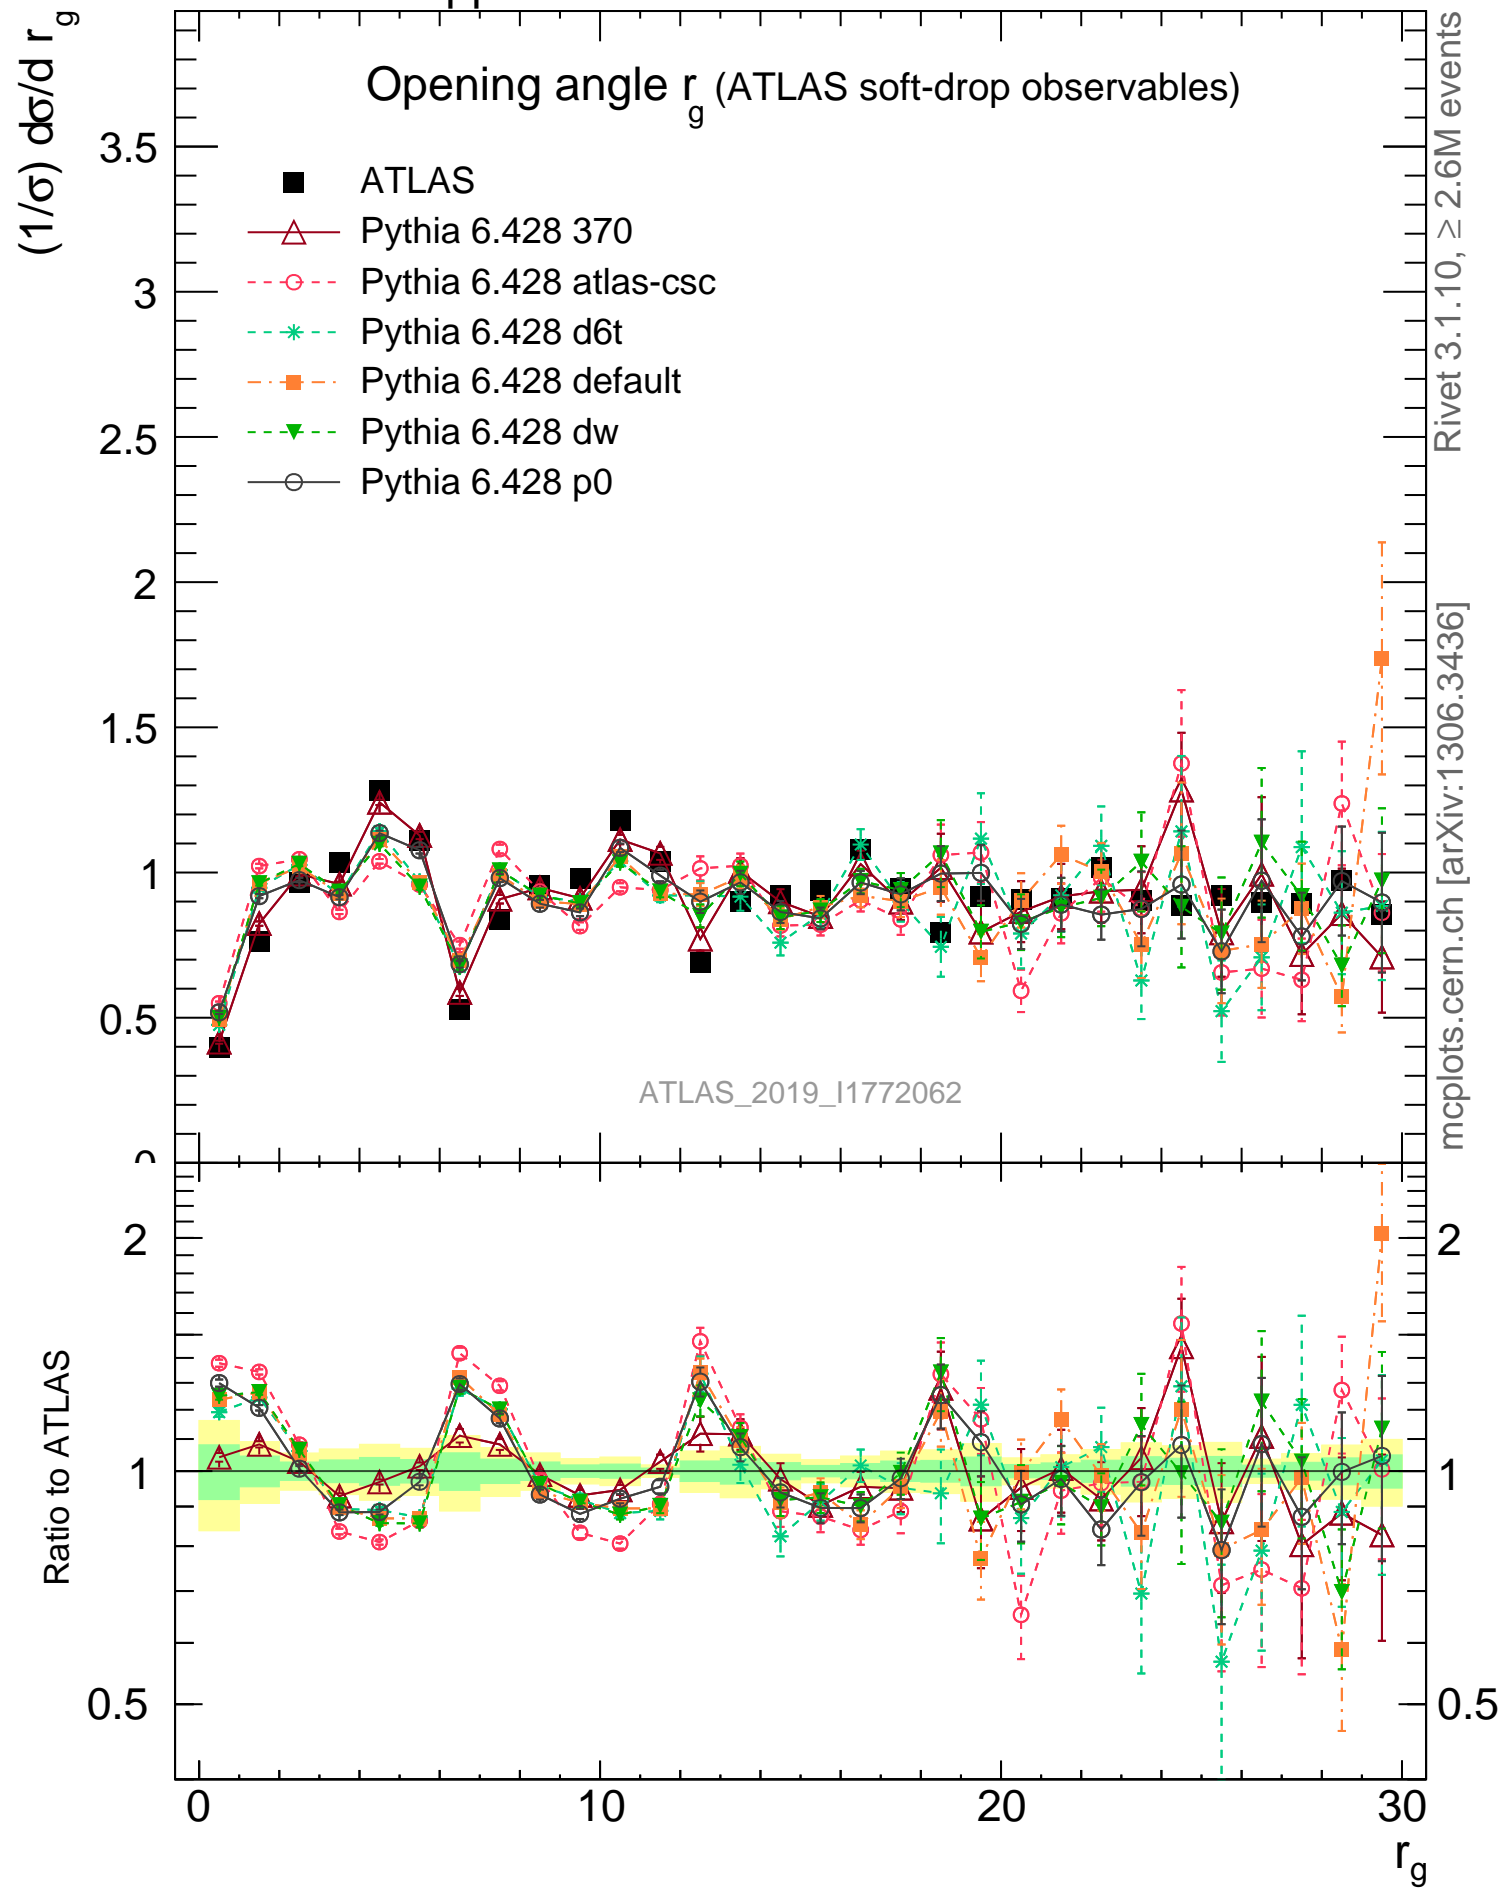 pp
(1/σ) dσ/d r_g
Opening angle r_g (ATLAS soft-drop observables)
ATLAS
Pythia 6.428 370
Pythia 6.428 atlas-csc
Pythia 6.428 d6t
Pythia 6.428 default
Pythia 6.428 dw
Pythia 6.428 p0
3.5
3
2.5
2
1.5
1
0.5
0
ATLAS_2019_I1772062
Rivet 3.1.10, ≥ 2.6M events
mcplots.cern.ch [arXiv:1306.3436]
Ratio to ATLAS
2
1
0.5
2
1
0.5
0 10 20 30
r_g